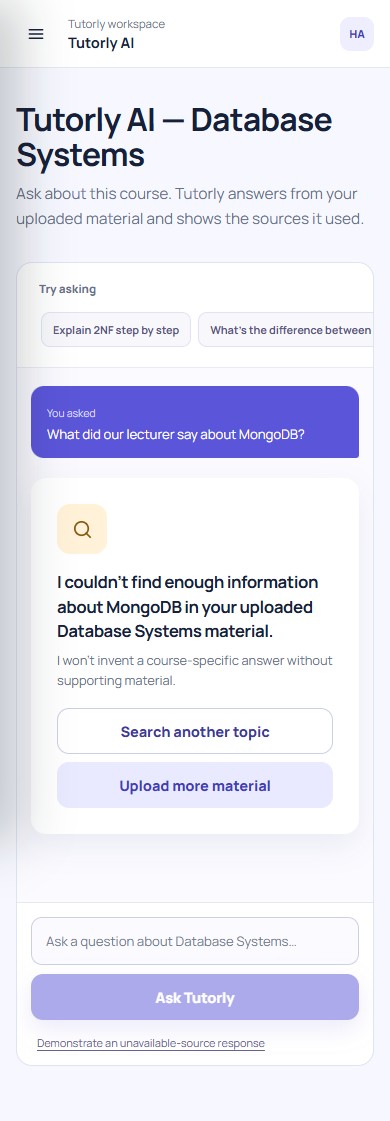 Tutorly workspace
Tutorly AI
HA
Tutorly AI — Database
Systems
Ask about this course. Tutorly answers from your
uploaded material and shows the sources it used.
Try asking
Explain 2NF step by step
What's the difference between
You asked
What did our lecturer say about MongoDB?
I couldn't find enough information
about MongoDB in your uploaded
Database Systems material.
I won't invent a course-specific answer without
supporting material.
Search another topic
Upload more material
Ask a question about Database Systems…
Ask Tutorly
Demonstrate an unavailable-source response